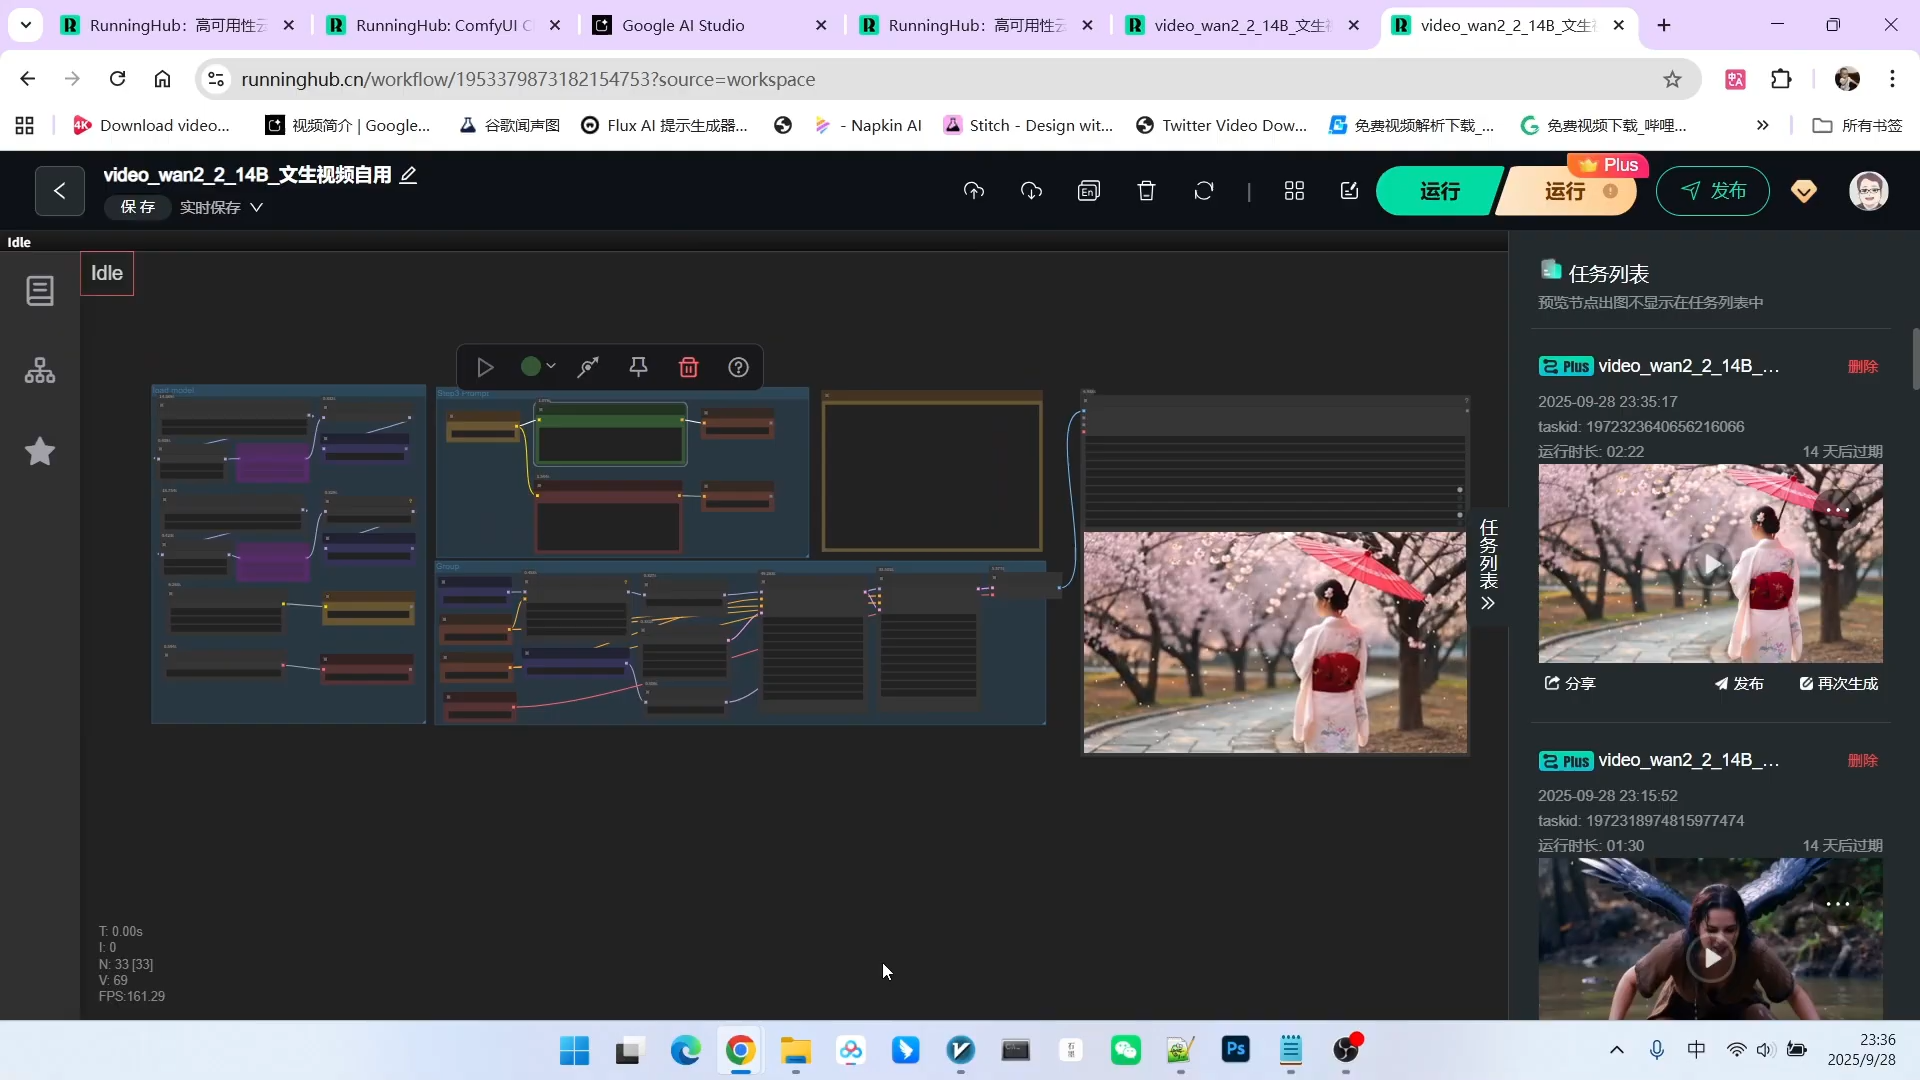 RunningHub：高可用性云
RunningHub: ComfyUI C
Google AI Studio
RunningHub：高可用性云
video_wan2_2_14B_文生视
video_wan2_2_14B_文生
runninghub.cn/workflow/1953379873182154753?source=workspace
Download video...
视频简介 | Google...
谷歌闻声图
Flux AI 提示生成器...
- Napkin AI
Stitch - Design wit...
Twitter Video Dow...
免费视频解析下载_...
免费视频下载_哔哩...
所有书签
video_wan2_2_14B_文生视频自用
保存
实时保存
En
运行
运行
Plus
发布
Idle
Idle
load model
Step3 Prompt
Group
任务列表
任务列表
预览节点出图不显示在任务列表中
Plus video_wan2_2_14B_...
删除
2025-09-28 23:35:17
taskid: 1972323640656216066
运行时长: 02:22
14 天后过期
分享
发布
再次生成
Plus video_wan2_2_14B_...
删除
2025-09-28 23:15:52
taskid: 1972318974815977474
运行时长: 01:30
14 天后过期
T: 0.00s
I: 0
N: 33 [33]
V: 69
FPS:161.29
Ps
石墨
中
23:36
2025/9/28